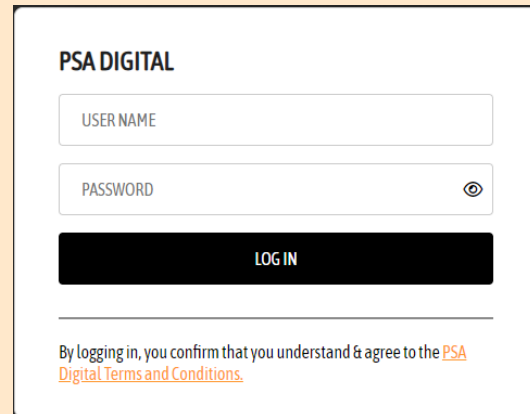 PSA DIGITAL
USER NAME
PASSWORD
LOG IN
By logging in, you confirm that you understand & agree to the PSA
Digital Terms and Conditions.